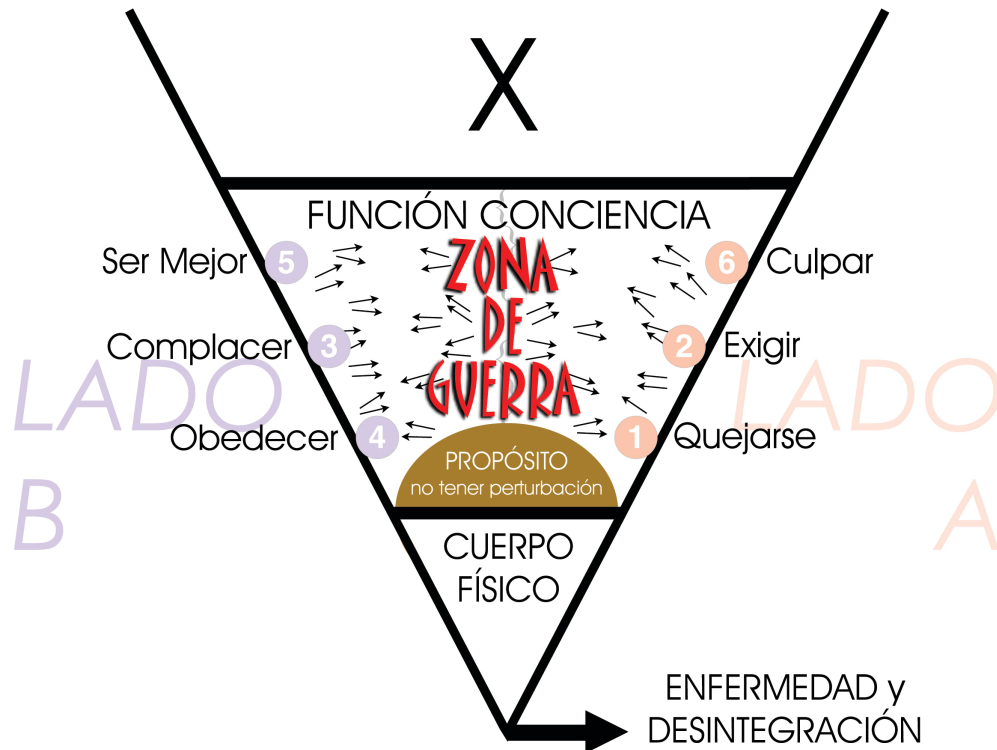 X
FUNCIÓN CONCIENCIA
ZONA
DE
GUERRA
Ser Mejor 5
6 Culpar
Complacer 3
2 Exigir
LADO
B
LADO
A
Obedecer 4
1 Quejarse
PROPÓSITO
no tener perturbación
CUERPO
FÍSICO
ENFERMEDAD y
DESINTEGRACIÓN